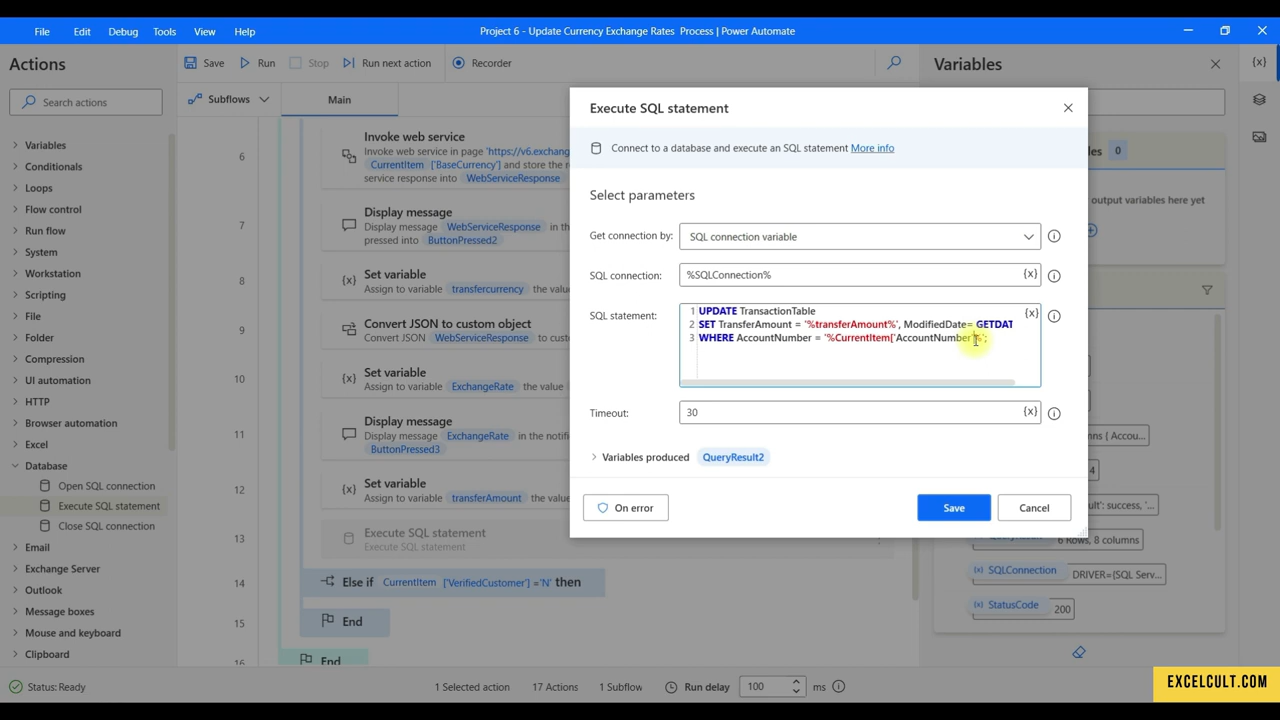 File Edit Debug Tools View Help
Project 6 - Update Currency Exchange Rates Process | Power Automate
Actions
Save Run Stop Run next action Recorder
Variables
{x}
Search actions
Subflows
Main
Variables
Conditionals
Loops
Flow control
Run flow
System
Workstation
Scripting
File
Folder
Compression
UI automation
HTTP
Browser automation
Excel
Database
Open SQL connection
Execute SQL statement
Close SQL connection
Email
Exchange Server
Outlook
Message boxes
Mouse and keyboard
Clipboard
6
Invoke web service
Invoke web service in page 'https://v6.exchang
CurrentItem ['BaseCurrency'] and store the r
service response into WebServiceResponse
7
Display message
Display message WebServiceResponse in the
pressed into ButtonPressed2
8
Set variable
Assign to variable transfercurrency the value
9
Convert JSON to custom object
Convert JSON WebServiceResponse to custom
10
Set variable
Assign to variable ExchangeRate the value
11
Display message
Display message ExchangeRate in the notific
ButtonPressed3
12
Set variable
Assign to variable transferAmount the value
13
Execute SQL statement
Execute SQL statement
14
Else if CurrentItem ['VerifiedCustomer'] ='N' then
15
End
16
End
Execute SQL statement
Connect to a database and execute an SQL statement More info
Select parameters
Get connection by: SQL connection variable
SQL connection: %SQLConnection% {x}
SQL statement: {x}
1 UPDATE TransactionTable
2 SET TransferAmount = '%transferAmount%', ModifiedDate= GETDAT
3 WHERE AccountNumber = '%CurrentItem['AccountNumber'%';
Timeout: 30 {x}
Variables produced QueryResult2
On error
Save
Cancel
les 0
output variables here yet
mns { Accou...
4
ult': success, '...
6 Rows, 8 columns
SQLConnection DRIVER={SQL Serv...
StatusCode 200
Status: Ready
1 Selected action
17 Actions
1 Subflow
Run delay 100 ms
EXCELCULT.COM